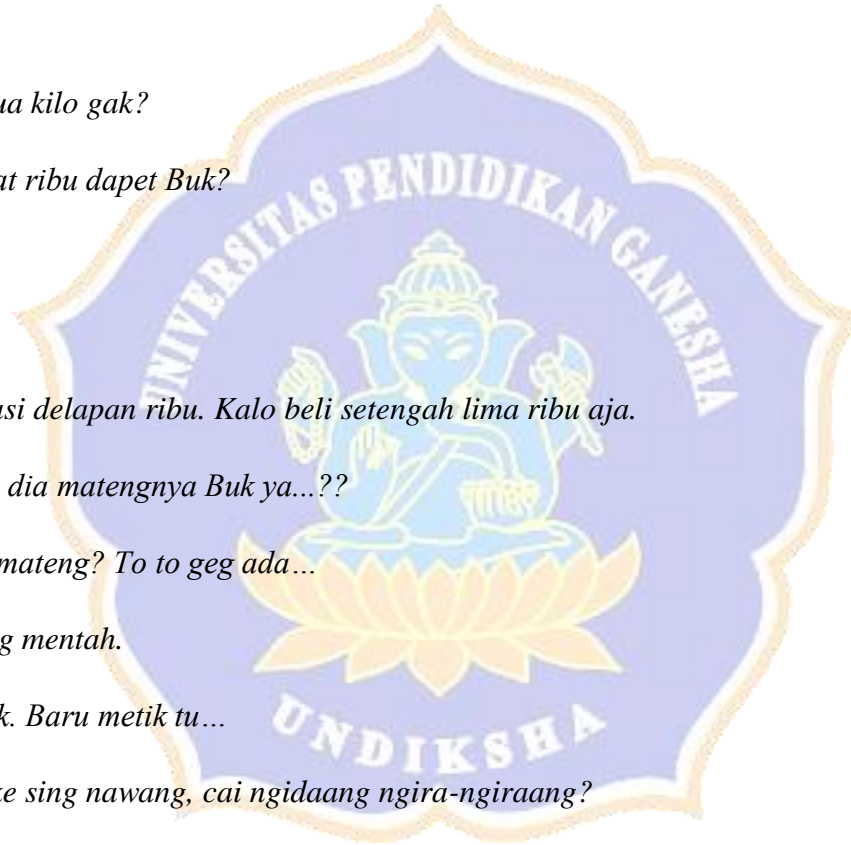 ua kilo gak?
at ribu dapet Buk?
UNIVERSITAS PENDIDIKAN GANESHA
usi delapan ribu. Kalo beli setengah lima ribu aja.
dia matengnya Buk ya...??
mateng? To to geg ada…
g mentah.
k. Baru metik tu…
UNDIKSHA
ke sing nawang, cai ngidaang ngira-ngiraang?